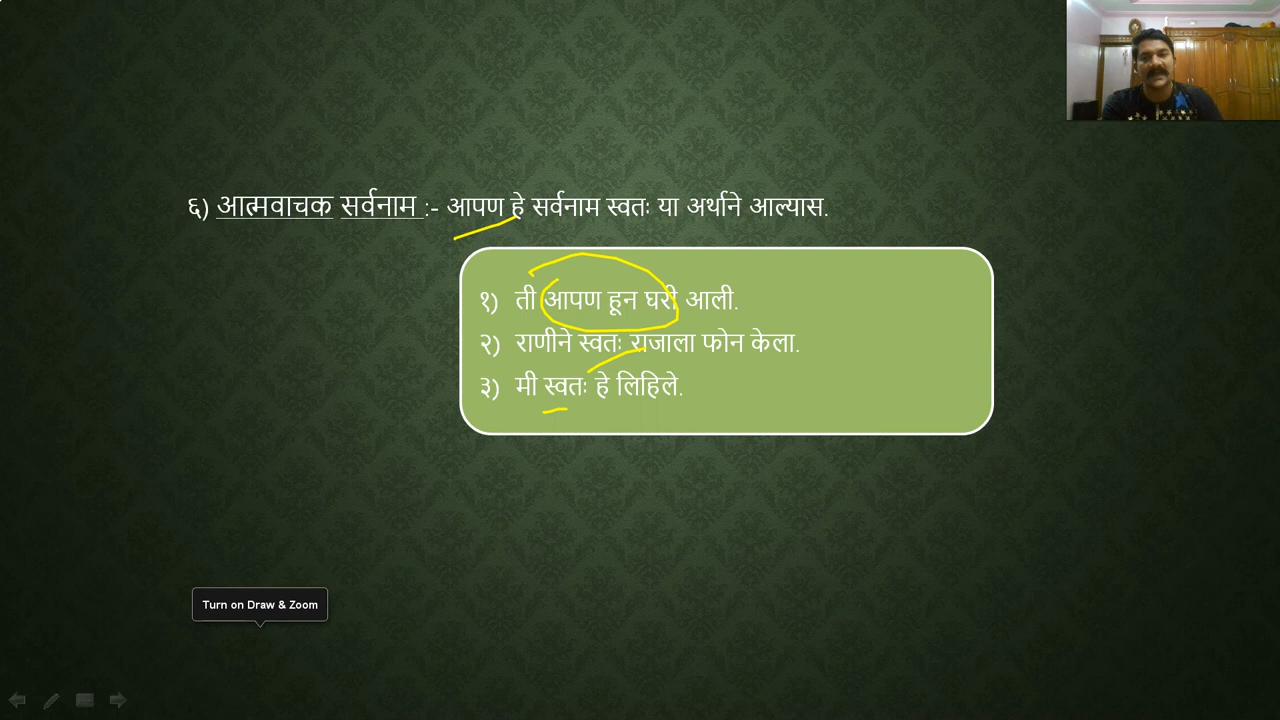 ६) आत्मवाचक सर्वनाम :- आपण हे सर्वनाम स्वतः या अर्थाने आल्यास.
१) ती आपण हून घरी आली.
२) राणीने स्वतः राजाला फोन केला.
३) मी स्वतः हे लिहिले.
Turn on Draw & Zoom